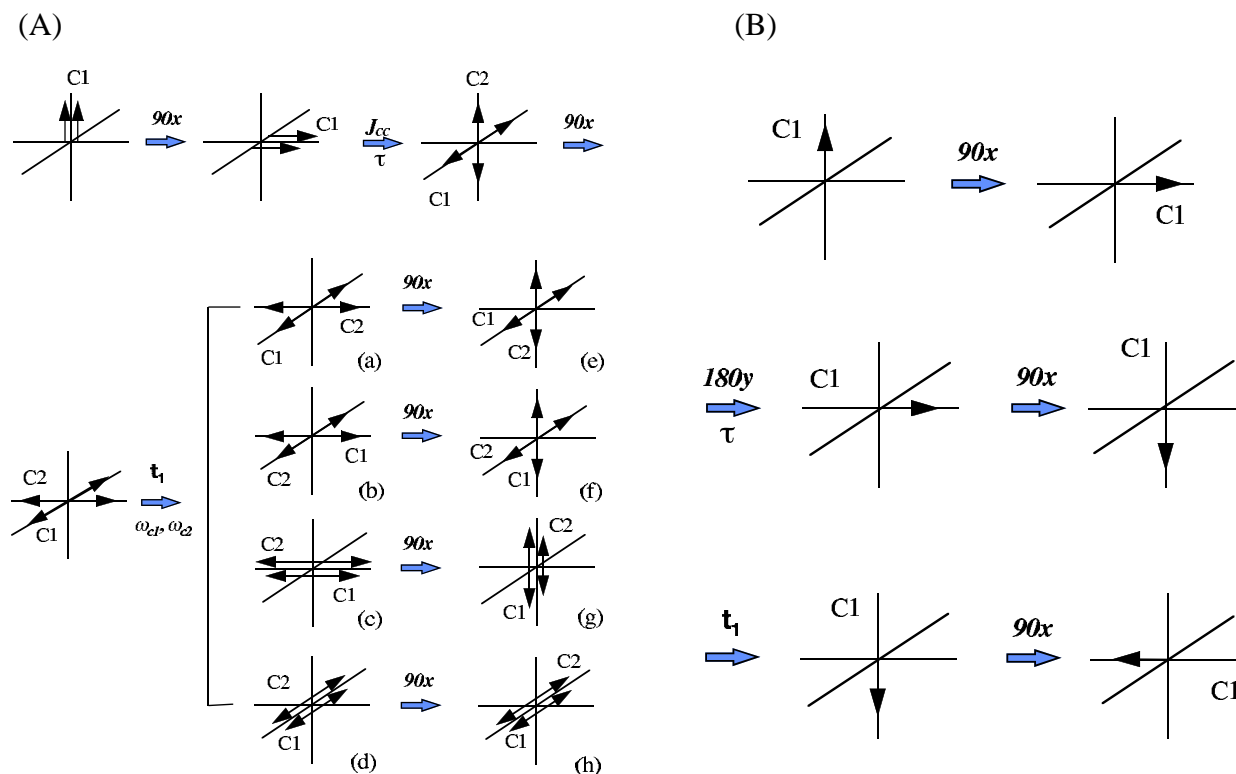 (A)
(B)
C1
90x
C1
J_cc
τ
C2
C1
90x
C1
90x
C1
C2
C1
t₁
ω_c1, ω_c2
C2
C1
(a)
90x
C1
C2
(e)
C1
C2
(b)
90x
C2
C1
(f)
C2
C1
(c)
90x
C2
C1
(g)
C2
C1
(d)
90x
C2
C1
(h)
180y
τ
C1
90x
C1
t₁
C1
90x
C1